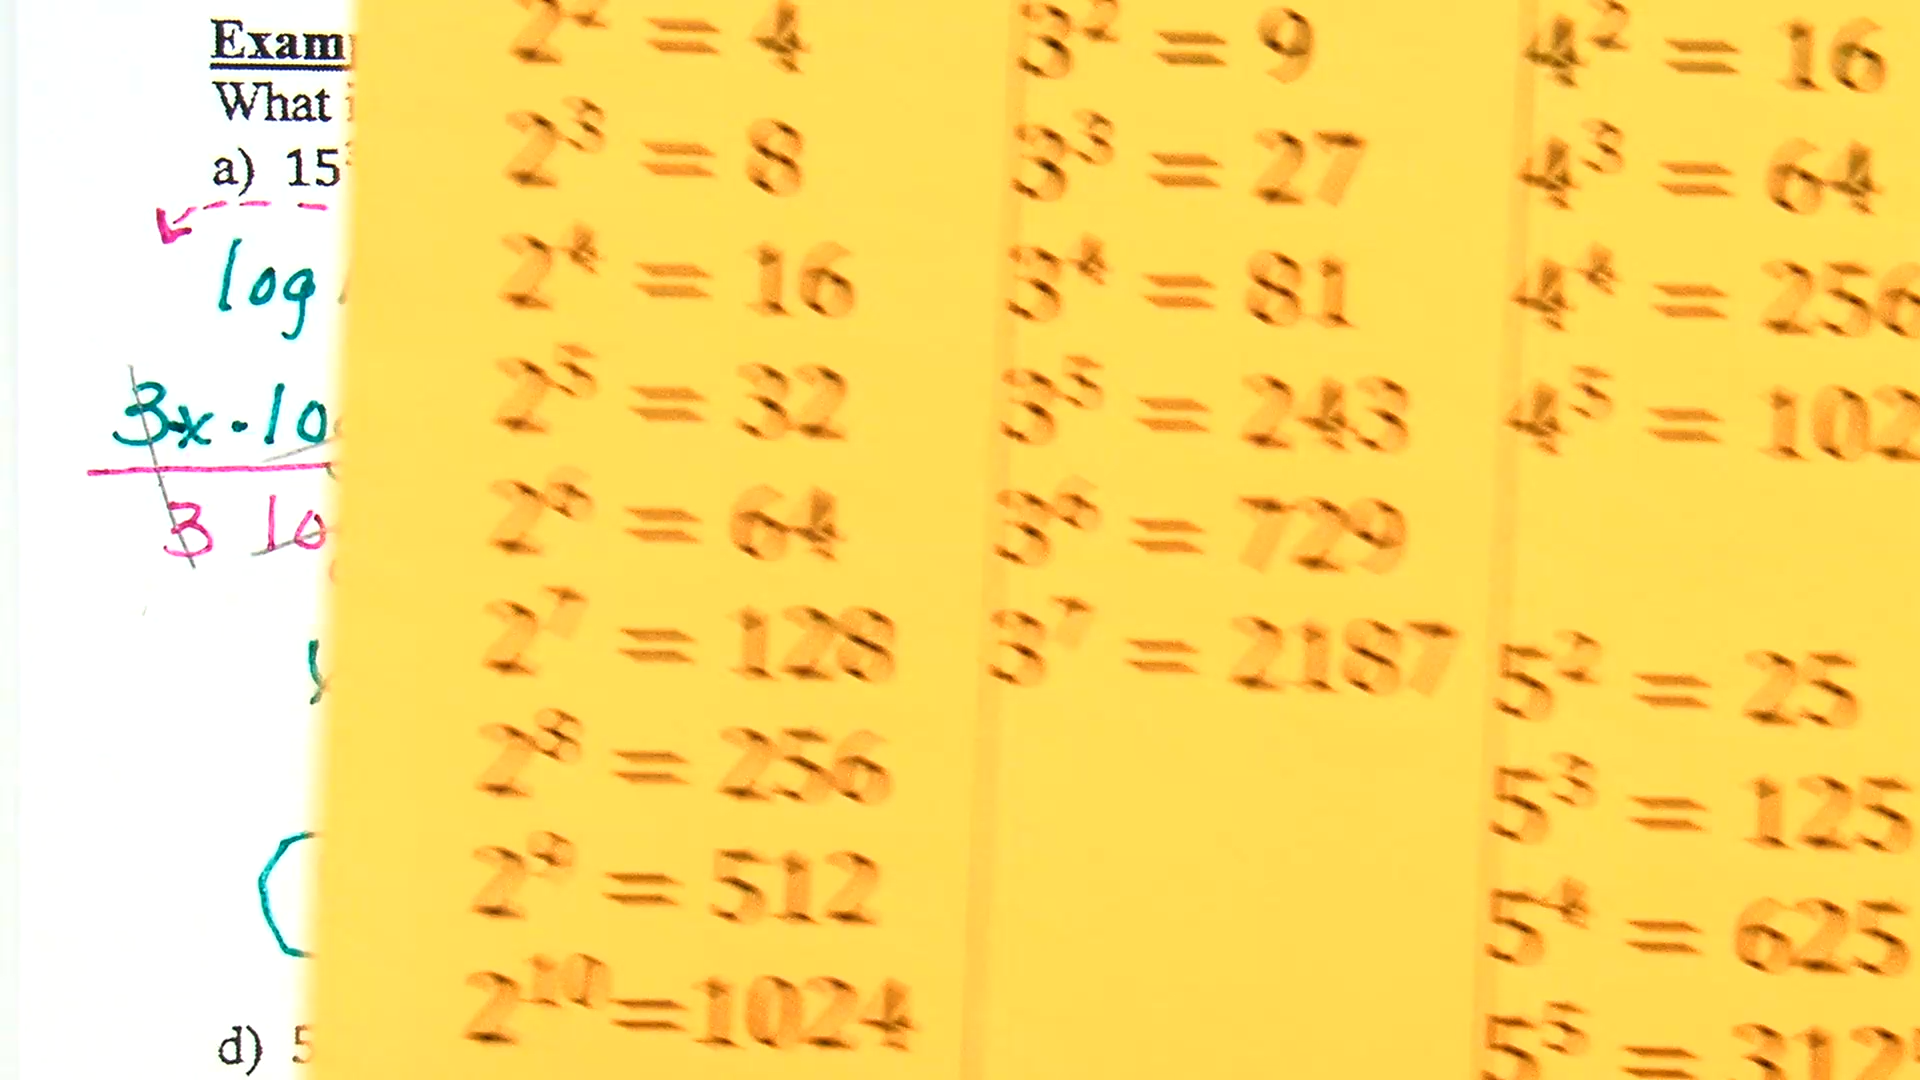 Exam
What
a) 15
log
3x · lo
3 lo
d) 5
2² = 4
2³ = 8
2⁴ = 16
2⁵ = 32
2⁶ = 64
2⁷ = 128
2⁸ = 256
2⁹ = 512
2¹⁰=1024
3² = 9
3³ = 27
3⁴ = 81
3⁵ = 243
3⁶ = 729
3⁷ = 2187
4² = 16
4³ = 64
4⁴ = 256
4⁵ = 102
5² = 25
5³ = 125
5⁴ = 625
5⁵ = 312